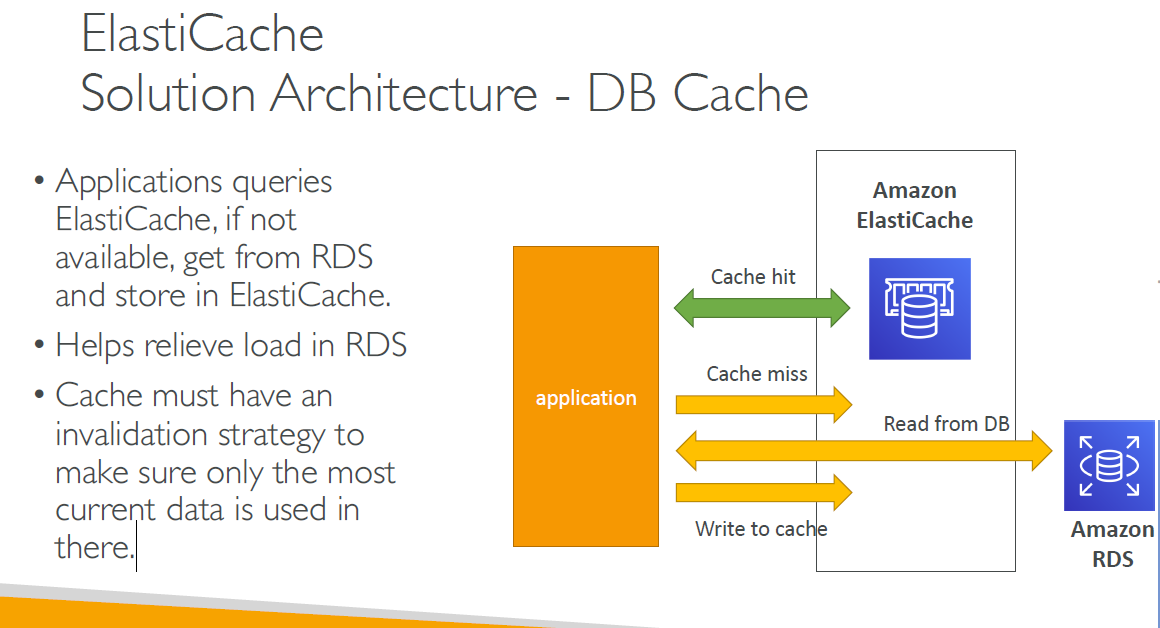 ElastiCache
Solution Architecture - DB Cache
• Applications queries
ElastiCache, if not
available, get from RDS
and store in ElastiCache.
• Helps relieve load in RDS
• Cache must have an
invalidation strategy to
make sure only the most
current data is used in
there.
application
Cache hit
Cache miss
Read from DB
Write to cache
Amazon
ElastiCache
Amazon
RDS